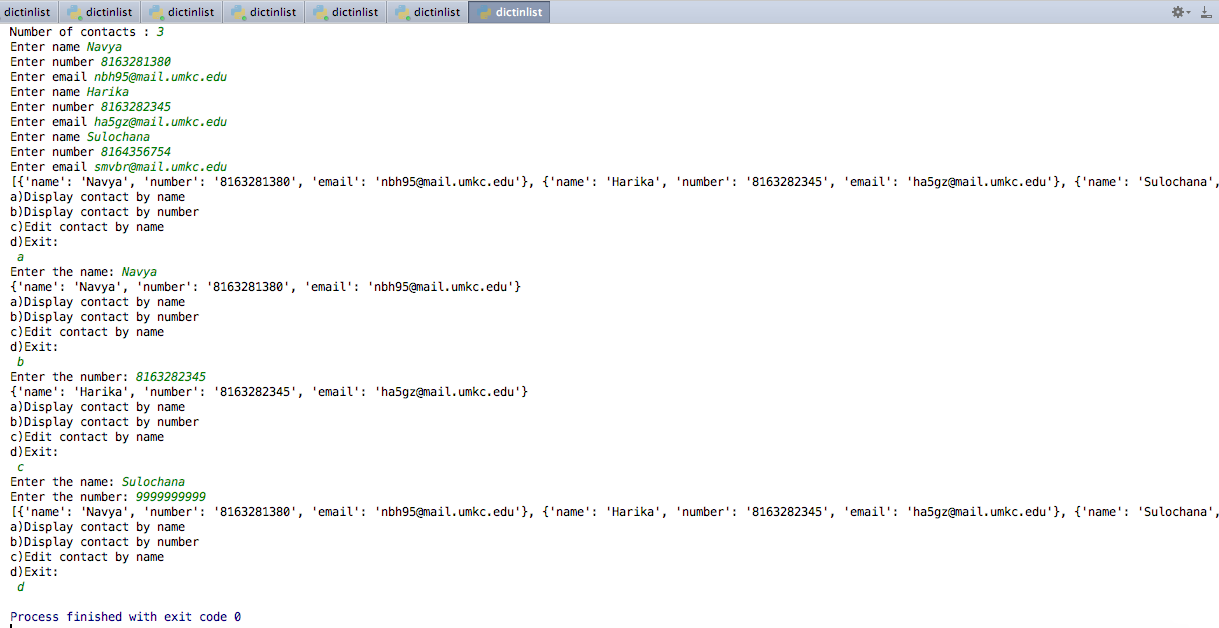 dictinlist dictinlist dictinlist dictinlist dictinlist dictinlist dictinlist
Number of contacts : 3
Enter name Navya
Enter number 8163281380
Enter email nbh95@mail.umkc.edu
Enter name Harika
Enter number 8163282345
Enter email ha5gz@mail.umkc.edu
Enter name Sulochana
Enter number 8164356754
Enter email smvbr@mail.umkc.edu
[{'name': 'Navya', 'number': '8163281380', 'email': 'nbh95@mail.umkc.edu'}, {'name': 'Harika', 'number': '8163282345', 'email': 'ha5gz@mail.umkc.edu'}, {'name': 'Sulochana',
a)Display contact by name
b)Display contact by number
c)Edit contact by name
d)Exit:
a
Enter the name: Navya
{'name': 'Navya', 'number': '8163281380', 'email': 'nbh95@mail.umkc.edu'}
a)Display contact by name
b)Display contact by number
c)Edit contact by name
d)Exit:
b
Enter the number: 8163282345
{'name': 'Harika', 'number': '8163282345', 'email': 'ha5gz@mail.umkc.edu'}
a)Display contact by name
b)Display contact by number
c)Edit contact by name
d)Exit:
c
Enter the name: Sulochana
Enter the number: 9999999999
[{'name': 'Navya', 'number': '8163281380', 'email': 'nbh95@mail.umkc.edu'}, {'name': 'Harika', 'number': '8163282345', 'email': 'ha5gz@mail.umkc.edu'}, {'name': 'Sulochana',
a)Display contact by name
b)Display contact by number
c)Edit contact by name
d)Exit:
d
Process finished with exit code 0